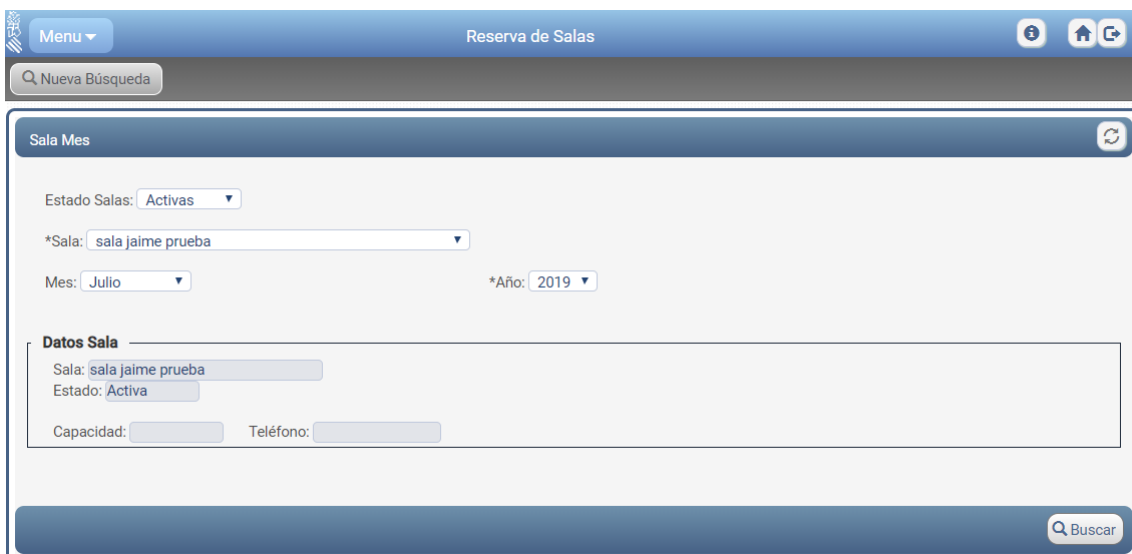 Menu
Reserva de Salas
Nueva Búsqueda
Sala Mes
Estado Salas: Activas
*Sala: sala jaime prueba
Mes: Julio *Año: 2019
Datos Sala
Sala: sala jaime prueba
Estado: Activa
Capacidad: Teléfono:
Buscar